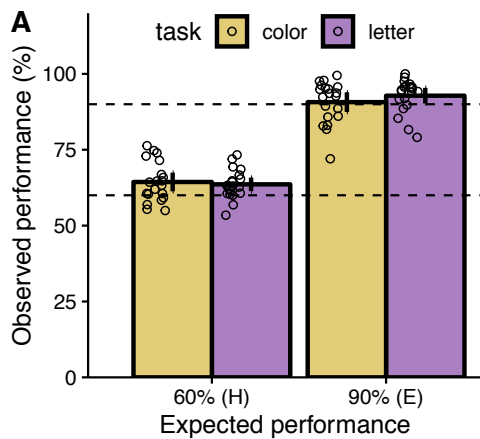 A
task color letter
Observed performance (%)
100
75
50
25
0
60% (H) 90% (E)
Expected performance